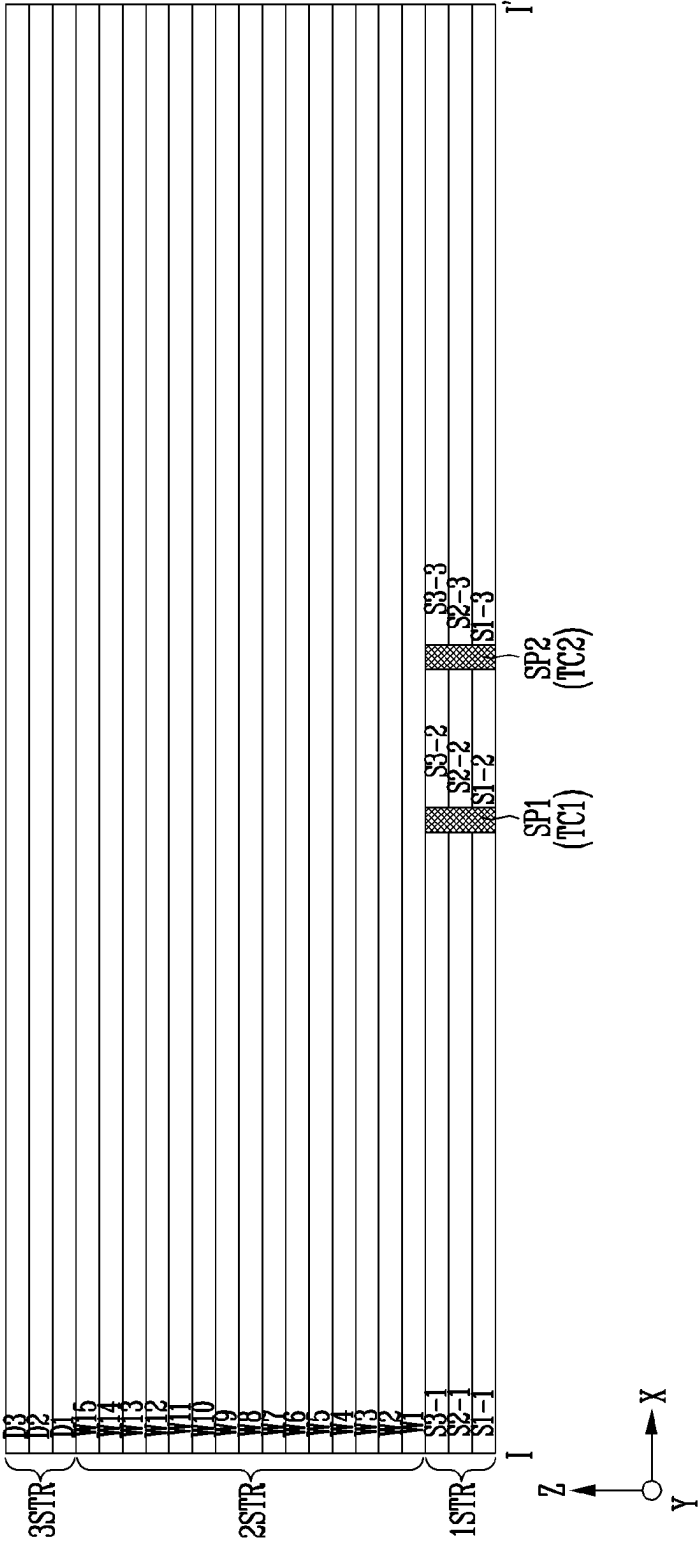 3STR
D3
D2
D1
2STR
W15
W14
W13
W12
W11
W10
W9
W8
W7
W6
W5
W4
W3
W2
W1
1STR
S3-1
S2-1
S1-1
S3-2
S2-2
S1-2
S3-3
S2-3
S1-3
I
SP1
(TC1)
SP2
(TC2)
I'
Z
Y
X